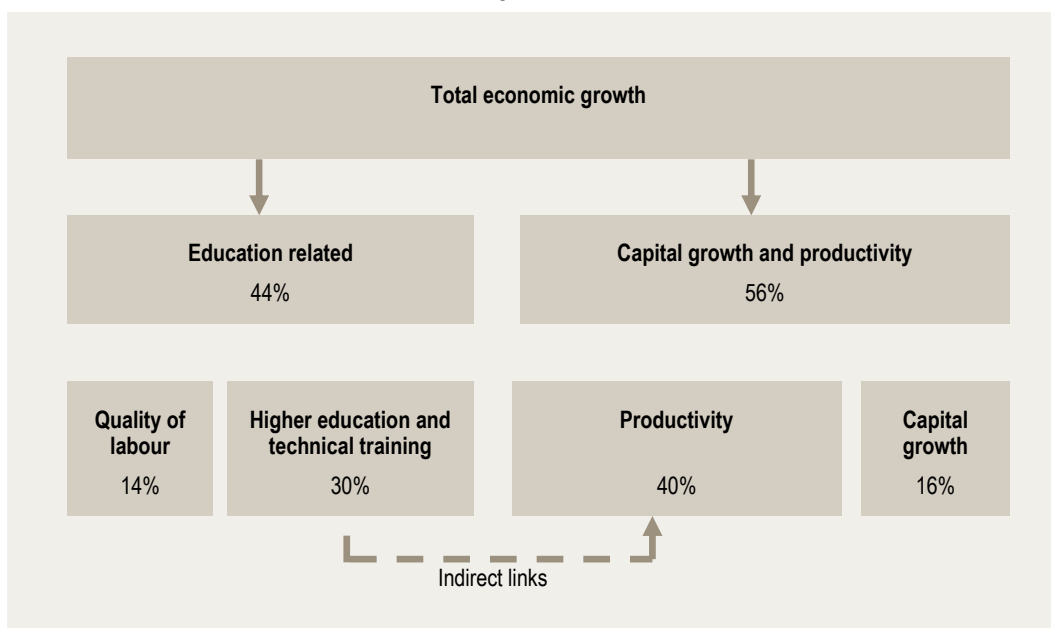 Total economic growth
Education related
44%
Capital growth and productivity
56%
Quality of
labour
14%
Higher education and
technical training
30%
Productivity
40%
Capital
growth
16%
Indirect links